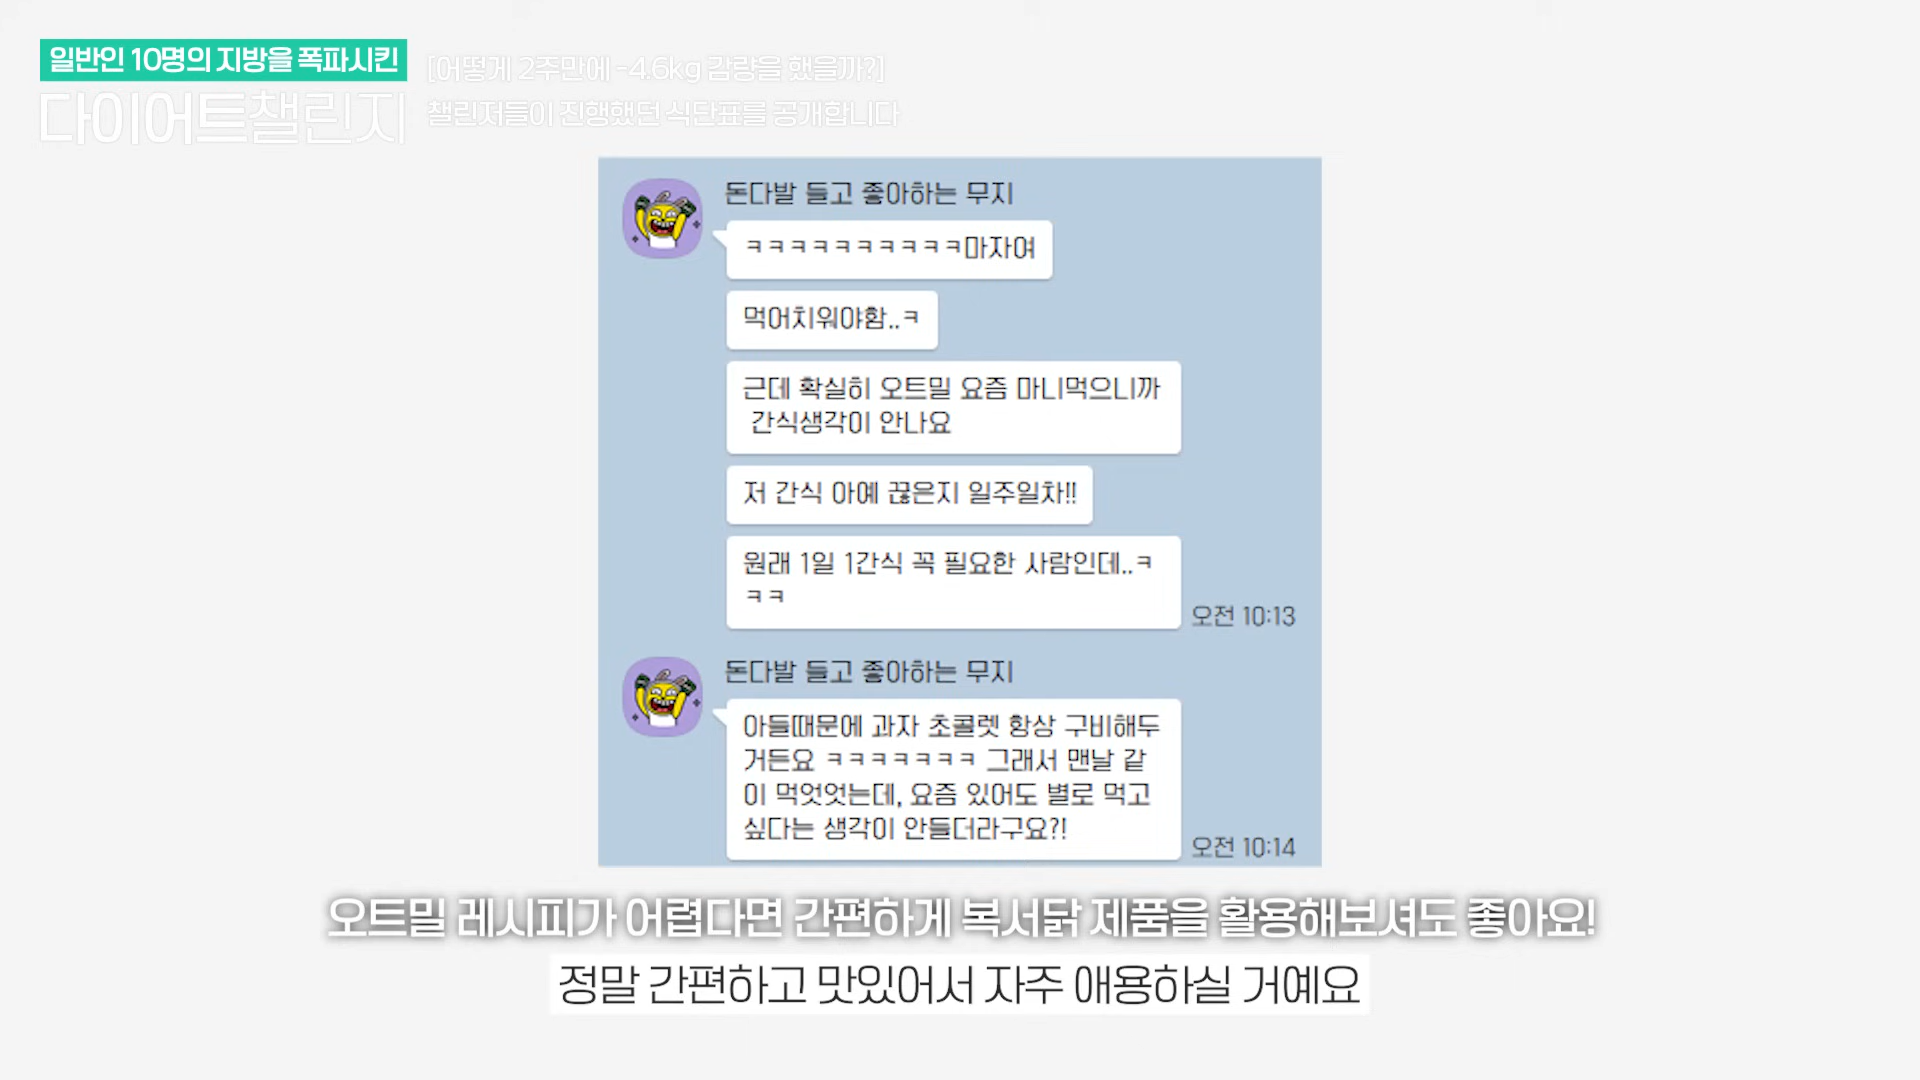 일반인 10명의 지방을 폭파시킨
다이어트챌린지
[어떻게 2주만에 -4.6kg 감량을 했을까?]
챌린저들이 진행했던 식단표를 공개합니다
돈다발 들고 좋아하는 무지
ㅋㅋㅋㅋㅋㅋㅋㅋㅋㅋ마자여
먹어치워야함..ㅋ
근데 확실히 오트밀 요즘 마니먹으니까
간식생각이 안나요
저 간식 아예 끊은지 일주일차!!
원래 1일 1간식 꼭 필요한 사람인데..ㅋ
ㅋㅋ
오전 10:13
돈다발 들고 좋아하는 무지
아들때문에 과자 초콜렛 항상 구비해두
거든요 ㅋㅋㅋㅋㅋㅋㅋ 그래서 맨날 같
이 먹엇엇는데, 요즘 있어도 별로 먹고
싶다는 생각이 안들더라구요?!
오전 10:14
오트밀 레시피가 어렵다면 간편하게 복서닭 제품을 활용해보셔도 좋아요!
정말 간편하고 맛있어서 자주 애용하실 거예요